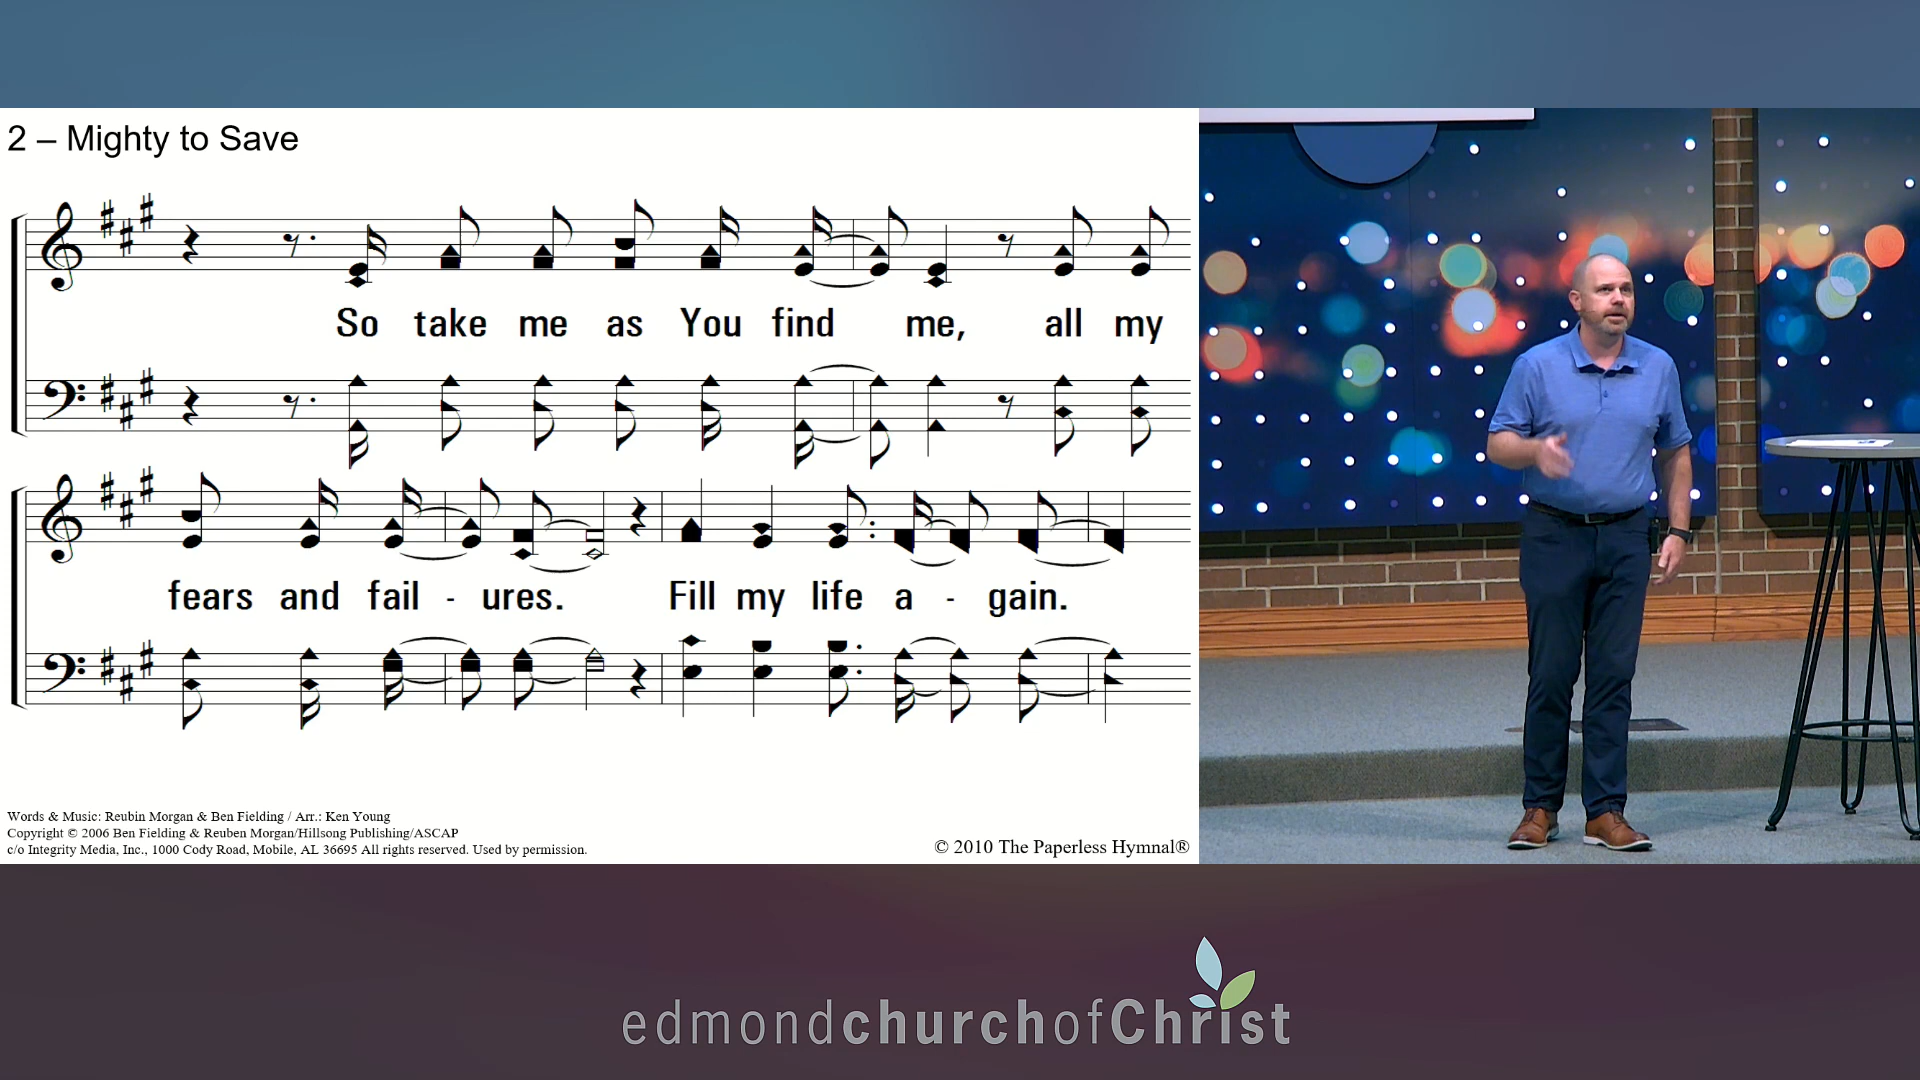 2 – Mighty to Save
So take me as You find me, all my
fears and fail - ures. Fill my life a - gain.
Words & Music: Reubin Morgan & Ben Fielding / Arr.: Ken Young
Copyright © 2006 Ben Fielding & Reuben Morgan/Hillsong Publishing/ASCAP
c/o Integrity Media, Inc., 1000 Cody Road, Mobile, AL 36695 All rights reserved. Used by permission.
© 2010 The Paperless Hymnal®
edmondchurchofChrist